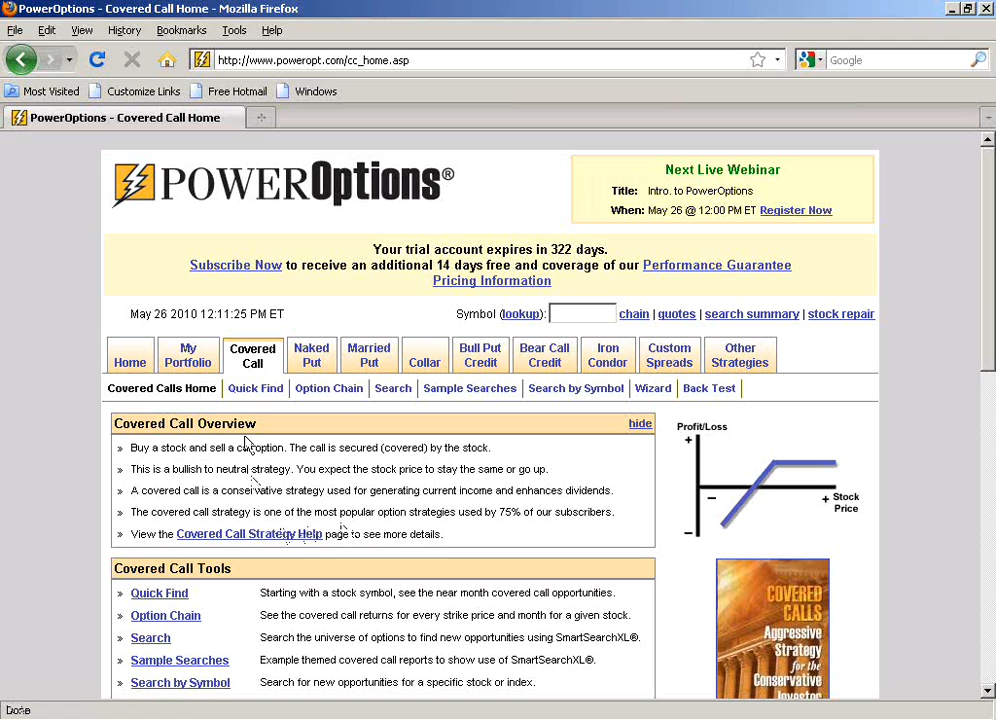 PowerOptions - Covered Call Home - Mozilla Firefox
File Edit View History Bookmarks Tools Help
http://www.poweropt.com/cc_home.asp Google
Most Visited Customize Links Free Hotmail Windows
PowerOptions - Covered Call Home
POWEROptions®
Next Live Webinar
Title: Intro. to PowerOptions
When: May 26 @ 12:00 PM ET Register Now
Your trial account expires in 322 days.
Subscribe Now to receive an additional 14 days free and coverage of our Performance Guarantee
Pricing Information
May 26 2010 12:11:25 PM ET Symbol (lookup): chain | quotes | search summary | stock repair
Home My Portfolio Covered Call Naked Put Married Put Collar Bull Put Credit Bear Call Credit Iron Condor Custom Spreads Other Strategies
Covered Calls Home Quick Find Option Chain Search Sample Searches Search by Symbol Wizard Back Test
Covered Call Overview hide
» Buy a stock and sell a call option. The call is secured (covered) by the stock.
» This is a bullish to neutral strategy. You expect the stock price to stay the same or go up.
» A covered call is a conservative strategy used for generating current income and enhances dividends.
» The covered call strategy is one of the most popular option strategies used by 75% of our subscribers.
» View the Covered Call Strategy Help page to see more details.
Profit/Loss
+
− + Stock
Price
−
Covered Call Tools
» Quick Find Starting with a stock symbol, see the near month covered call opportunities.
» Option Chain See the covered call returns for every strike price and month for a given stock.
» Search Search the universe of options to find new opportunities using SmartSearchXL®.
» Sample Searches Example themed covered call reports to show use of SmartSearchXL®.
» Search by Symbol Search for new opportunities for a specific stock or index.
COVERED
CALLS
Aggressive
Strategy
for the
Conservative
Investor
Done